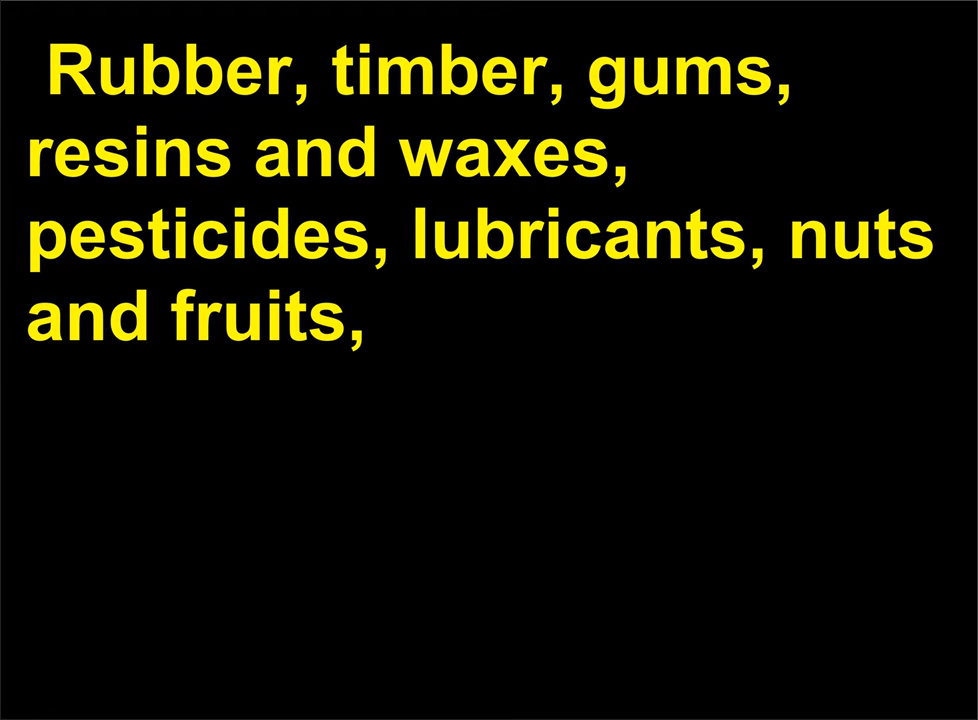 Rubber, timber, gums,
resins and waxes,
pesticides, lubricants, nuts
and fruits,